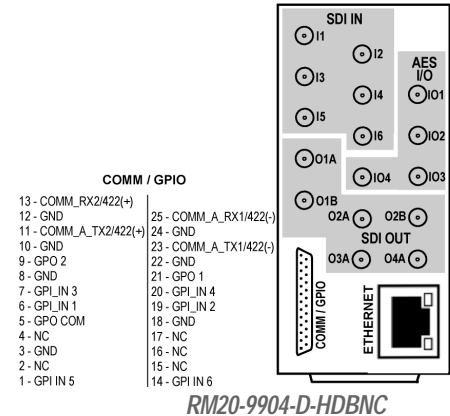 SDI IN
I1
I2
AES
I/O
I3
I4
IO1
I5
I6
IO2
O1A
IO4
IO3
O1B
O2A
O2B
SDI OUT
O3A
O4A
COMM / GPIO
ETHERNET
COMM / GPIO
13 - COMM_RX2/422(+)
12 - GND
11 - COMM_A_TX2/422(+)
10 - GND
9 - GPO 2
8 - GND
7 - GPI_IN 3
6 - GPI_IN 1
5 - GPO COM
4 - NC
3 - GND
2 - NC
1 - GPI IN 5
25 - COMM_A_RX1/422(-)
24 - GND
23 - COMM_A_TX1/422(-)
22 - GND
21 - GPO 1
20 - GPI_IN 4
19 - GPI_IN 2
18 - GND
17 - NC
16 - NC
15 - NC
14 - GPI IN 6
RM20-9904-D-HDBNC